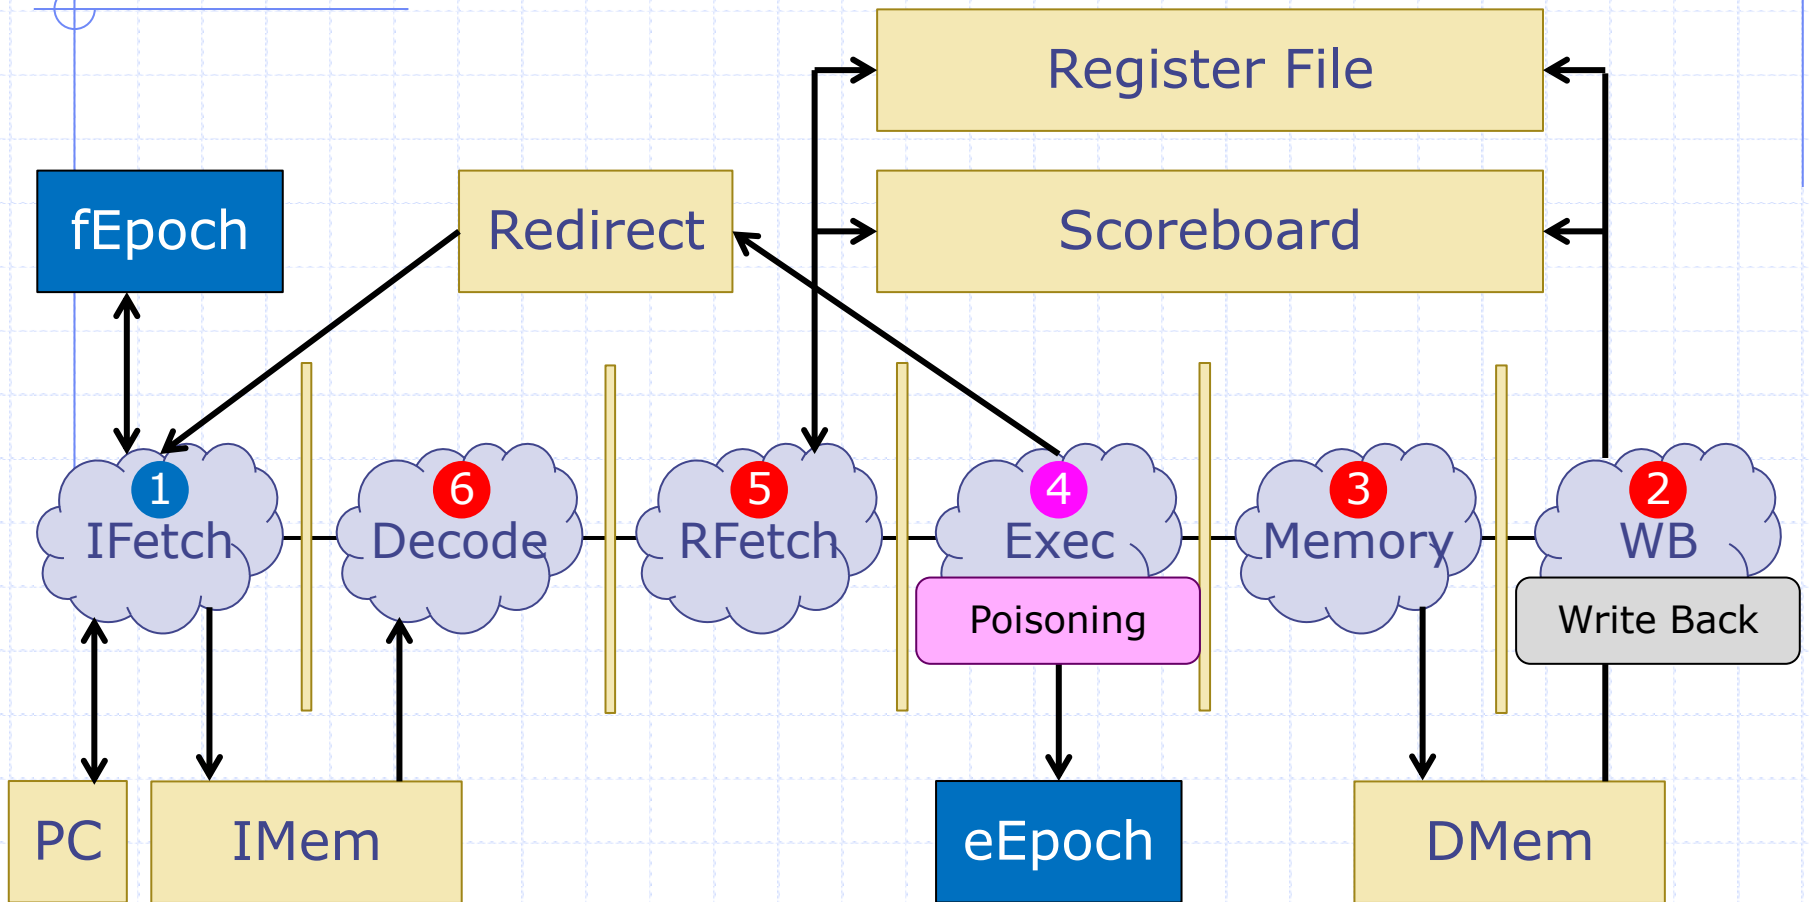 Register File
fEpoch
Redirect
Scoreboard
1
IFetch
6
Decode
5
RFetch
4
Exec
3
Memory
2
WB
Poisoning
Write Back
PC
IMem
eEpoch
DMem